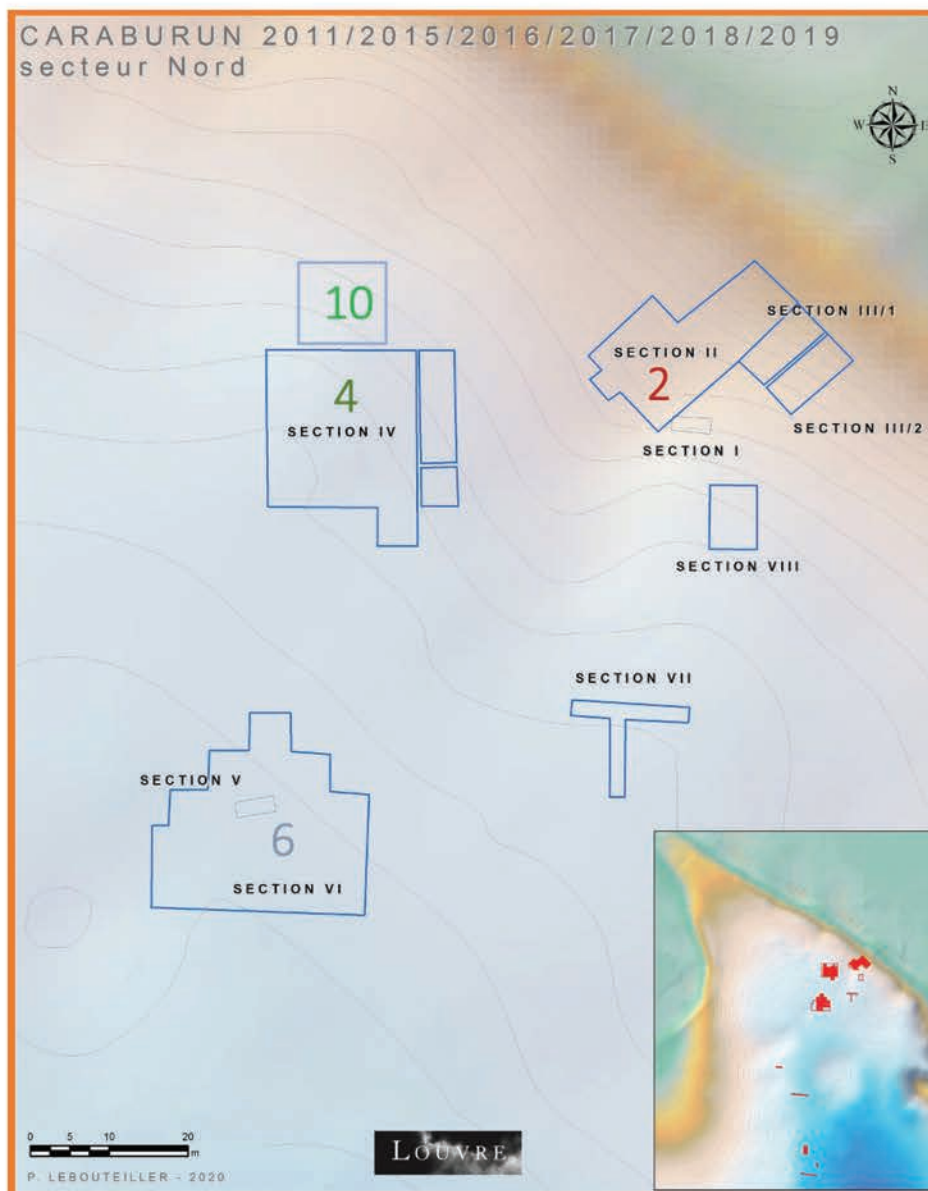 CARABURUN 2011/2015/2016/2017/2018/2019
secteur Nord
N
W E
S
10
SECTION III/1
SECTION II
4
2
SECTION IV
SECTION III/2
SECTION I
SECTION VIII
SECTION VII
SECTION V
6
SECTION VI
0 5 10 20
m
LOUVRE
P. LEBOUTEILLER - 2020